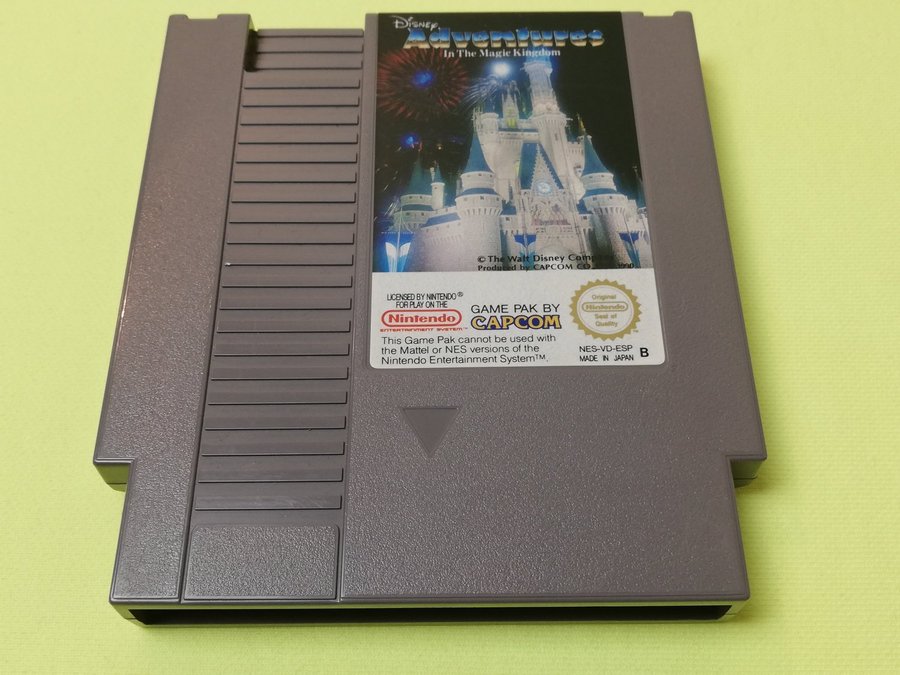 Disney
Adventures
In The Magic Kingdom
© The Walt Disney Company
Produced by CAPCOM CO. 1990
LICENSED BY NINTENDO®
FOR PLAY ON THE
Nintendo
ENTERTAINMENT SYSTEM™
GAME PAK BY
CAPCOM
This Game Pak cannot be used with
the Mattel or NES versions of the
Nintendo Entertainment System™.
Original
Nintendo
Seal of
Quality
NES-VD-ESP
MADE IN JAPAN B